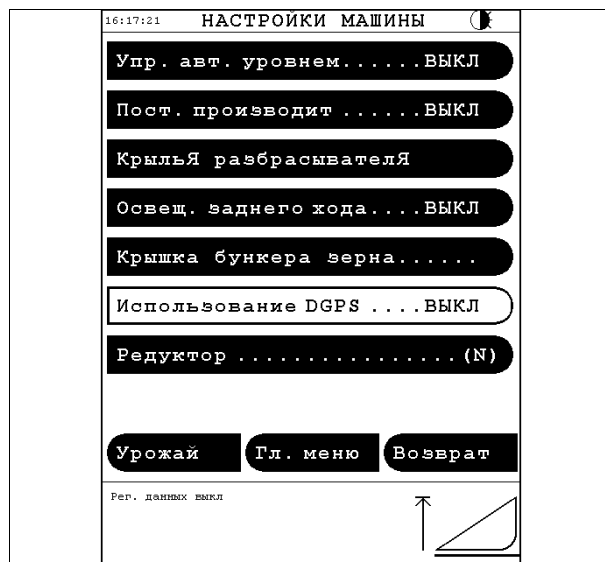 16:17:21 НАСТРОЙКИ МАШИНЫ
Упр. авт. уровнем......ВЫКЛ
Пост. производит ......ВЫКЛ
КрыльЯ разбрасывателЯ
Освещ. заднего хода....ВЫКЛ
Крышка бункера зерна......
Использование DGPS ....ВЫКЛ
Редуктор ................(N)
Урожай Гл. меню Возврат
Рег. данных выкл